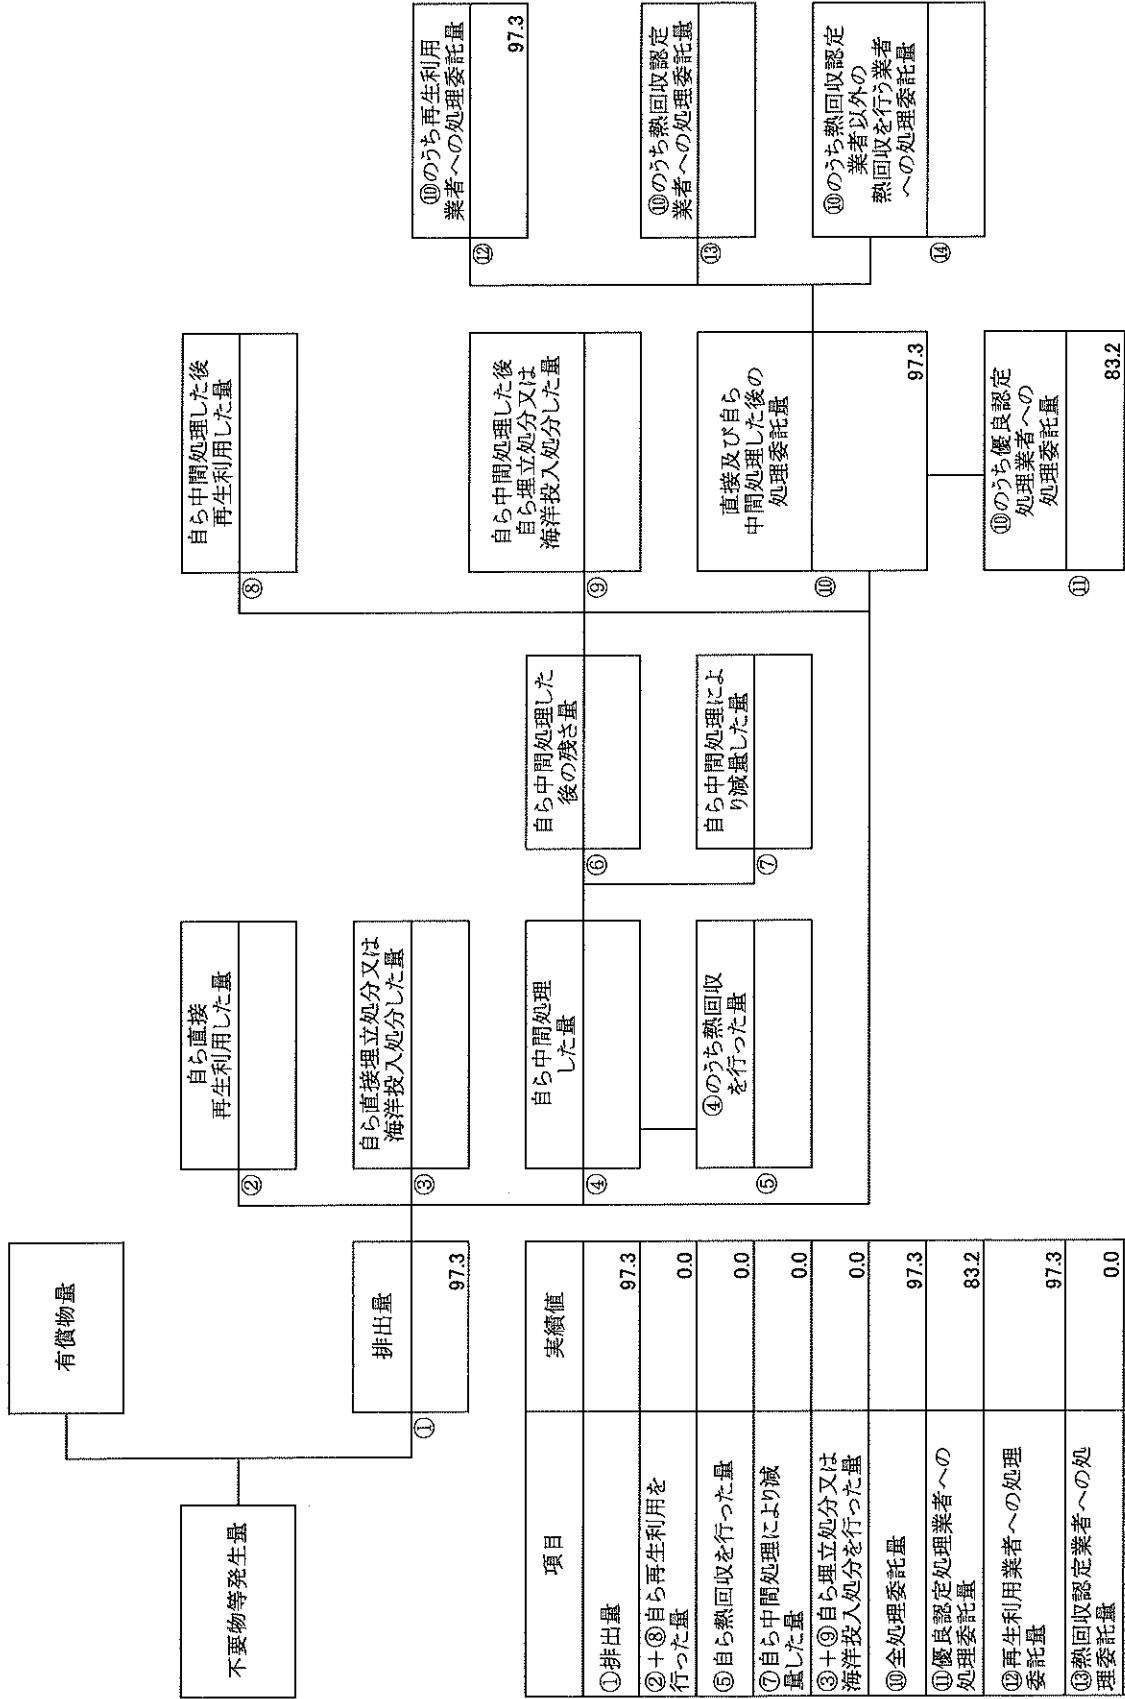 不要物等発生量
有償物量
①
排出量
97.3
②
自ら直接
再生利用した量
③
自ら直接埋立処分又は
海洋投入処分した量
④
自ら中間処理
した量
⑤
④のうち熱回収
を行った量
⑥
自ら中間処理した
後の残さ量
⑦
自ら中間処理によ
り減量した量
⑧
自ら中間処理した後
再生利用した量
⑨
自ら中間処理した後
自ら埋立処分又は
海洋投入処分した量
⑩
直接及び自ら
中間処理した後の
処理委託量
97.3
⑪
⑩のうち優良認定
処理業者への
処理委託量
83.2
⑫
⑩のうち再生利用
業者への処理委託量
97.3
⑬
⑩のうち熱回収認定
業者への処理委託量
⑭
⑩のうち熱回収認定
業者以外の
熱回収を行う業者
への処理委託量
項目
実績値
①排出量
97.3
②+⑧自ら再生利用を
行った量
0.0
⑤自ら熱回収を行った量
0.0
⑦自ら中間処理により減
量した量
0.0
③+⑨自ら埋立処分又は
海洋投入処分を行った量
0.0
⑩全処理委託量
97.3
⑪優良認定処理業者への
処理委託量
83.2
⑫再生利用業者への処理
委託量
97.3
⑬熱回収認定業者への処
理委託量
0.0